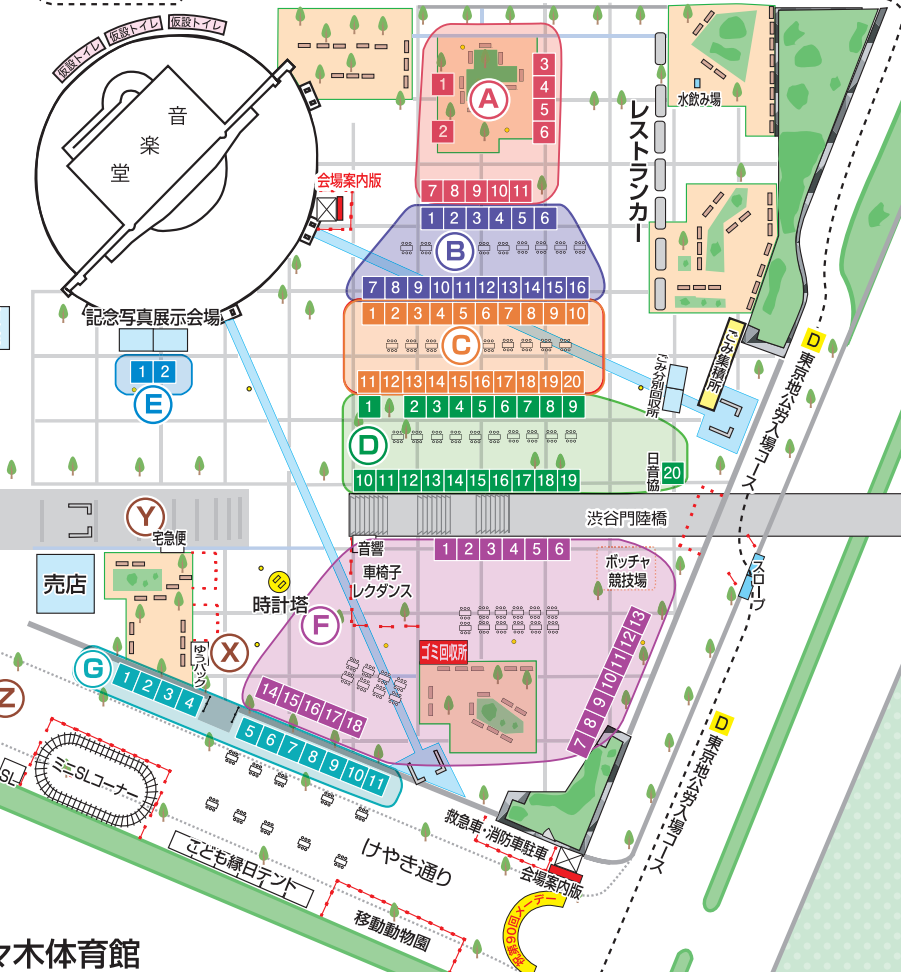 仮設トイレ
仮設トイレ
仮設トイレ
音
楽
堂
会場案内版
A
1
2
3
4
5
6
7 8 9 10 11
水飲み場
レストランカー
B
1 2 3 4 5 6
7 8 9 10 11 12 13 14 15 16
C
1 2 3 4 5 6 7 8 9 10
11 12 13 14 15 16 17 18 19 20
記念写真展示会場
1 2
E
ごみ分別回収所
ごみ集積所
D
東京地公労入場コース
1 2 3 4 5 6 7 8 9
D
10 11 12 13 14 15 16 17 18 19
日音協
20
渋谷門陸橋
Y
宅急便
売店
時計塔
音響
車椅子
レクダンス
F
1 2 3 4 5 6
ボッチャ
競技場
スロープ
ゴミ回収所
7 8 9 10 11 12 13
14 15 16 17 18
X
ゆうパック
G
1 2 3 4
5 6 7 8 9 10 11
Z
SL
ミニSLコーナー
こども縁日テント
けやき通り
移動動物園
救急車・消防車駐車
会場案内版
祝第90回メーデー
D
東京地公労入場コース
々木体育館